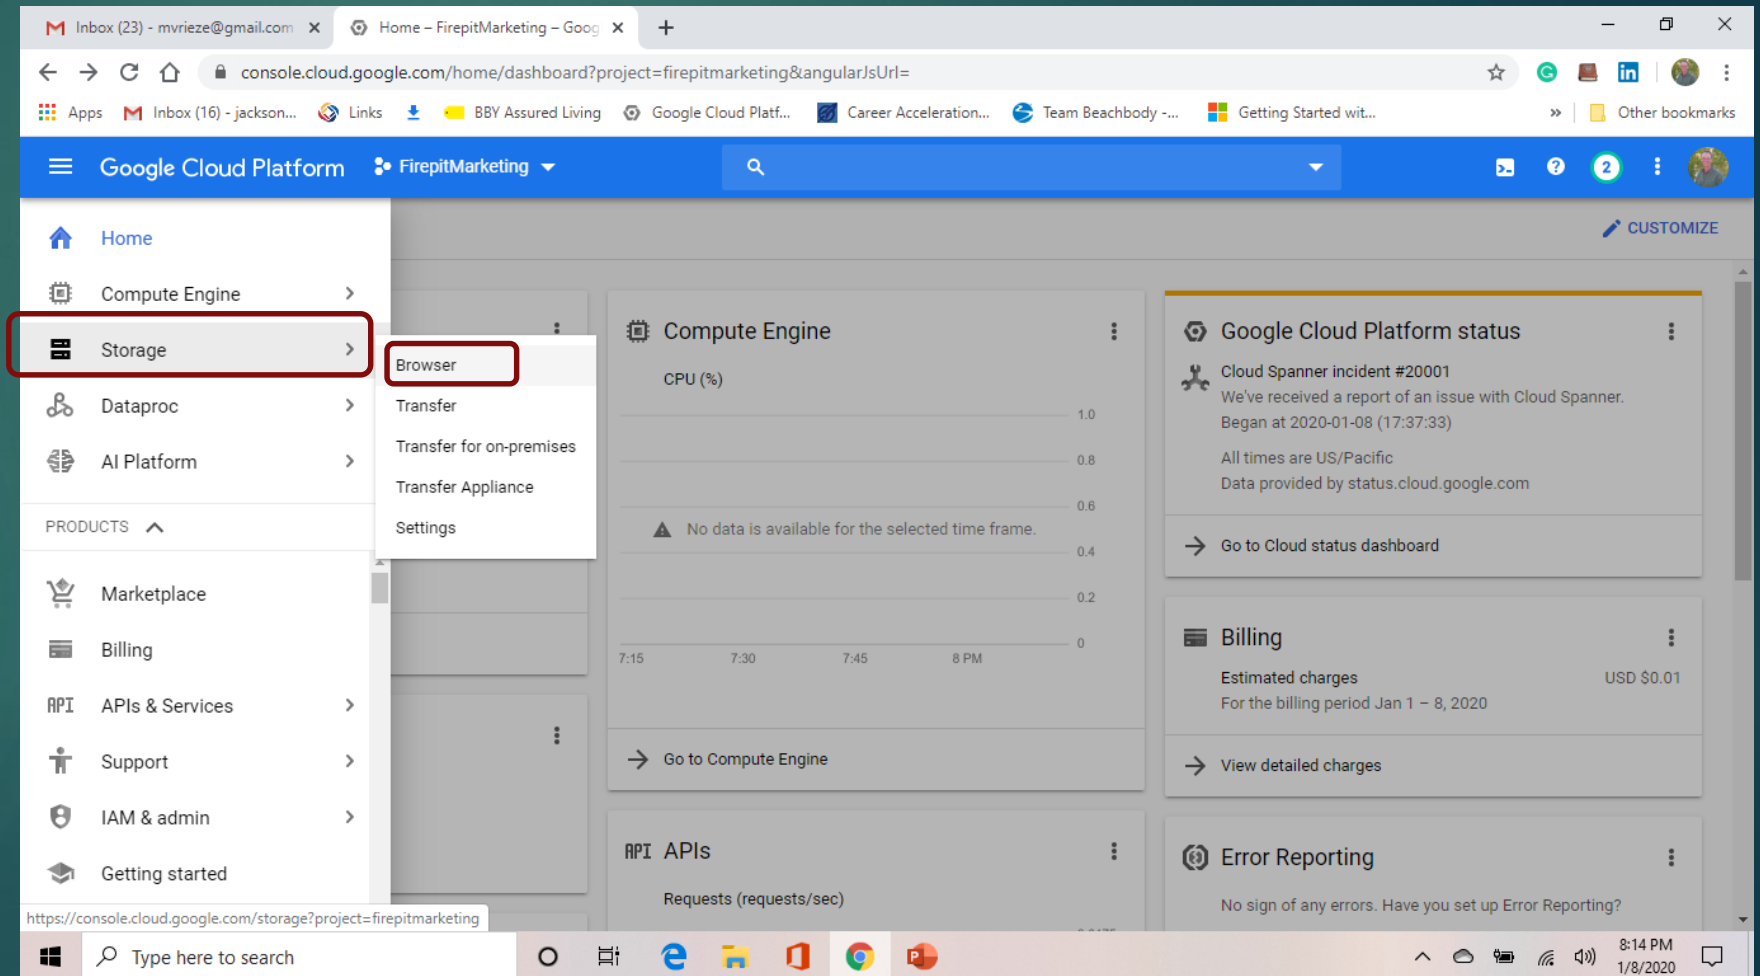 Inbox (23) - mvrieze@gmail.com
Home – FirepitMarketing – Goog
console.cloud.google.com/home/dashboard?project=firepitmarketing&angularJsUrl=
Apps
Inbox (16) - jackson...
Links
BBY Assured Living
Google Cloud Platf...
Career Acceleration...
Team Beachbody -...
Getting Started wit...
»
Other bookmarks
Google Cloud Platform
FirepitMarketing
2
CUSTOMIZE
Home
Compute Engine
Storage
Dataproc
AI Platform
PRODUCTS
Marketplace
Billing
API APIs & Services
Support
IAM & admin
Getting started
https://console.cloud.google.com/storage?project=firepitmarketing
Browser
Transfer
Transfer for on-premises
Transfer Appliance
Settings
Compute Engine
CPU (%)
1.0
0.8
0.6
No data is available for the selected time frame.
0.4
0.2
0
7:15 7:30 7:45 8 PM
Go to Compute Engine
API APIs
Requests (requests/sec)
Google Cloud Platform status
Cloud Spanner incident #20001
We've received a report of an issue with Cloud Spanner.
Began at 2020-01-08 (17:37:33)
All times are US/Pacific
Data provided by status.cloud.google.com
Go to Cloud status dashboard
Billing
Estimated charges USD $0.01
For the billing period Jan 1 – 8, 2020
View detailed charges
Error Reporting
No sign of any errors. Have you set up Error Reporting?
Type here to search
8:14 PM
1/8/2020